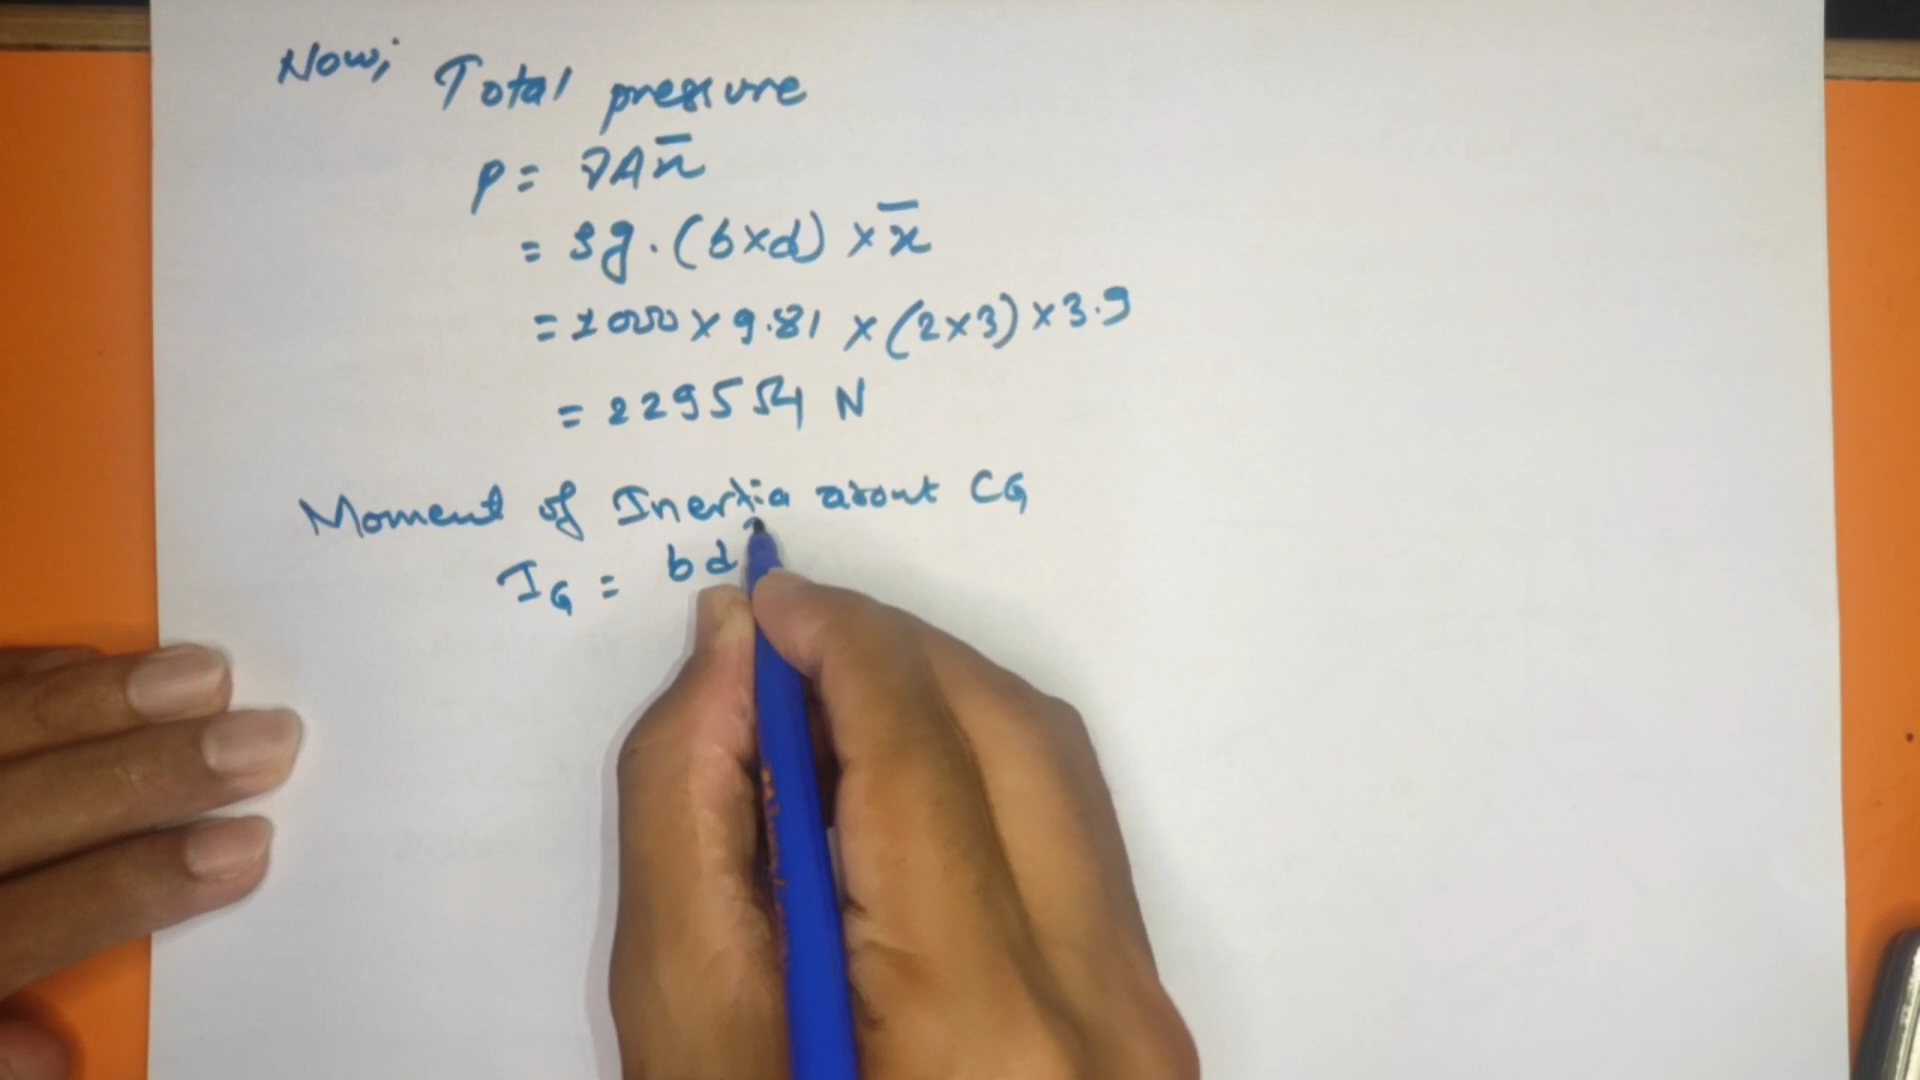 Now, Total pressure
P = γAx̄
= ρg.(b×d)×x̄
= 1000 × 9.81 × (2×3) × 3.9
= 229554 N
Moment of Inertia about CG
I_G = bd